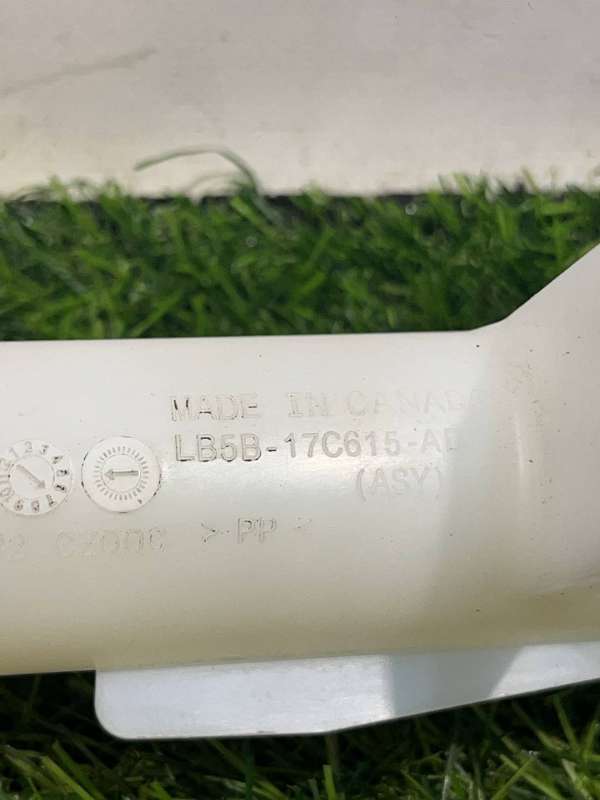 MADE IN CANADA
LB5B-17C615-A
(ASY)
>PP<